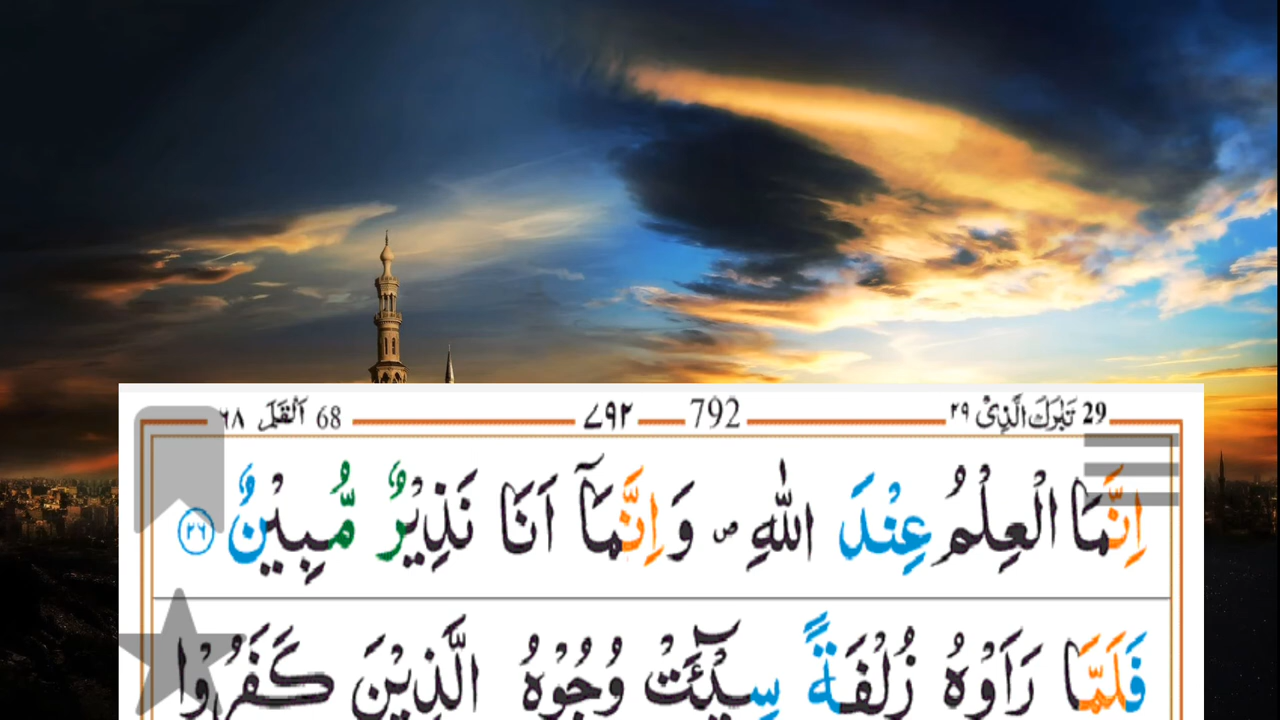 ٦٨ اَلْقَلَم 68 ٧٩٢ 792 ٢٩ تَبٰرَكَ الَّذِیْ 29
اِنَّمَا الْعِلْمُ عِنْدَ اللّٰهِ ۪ وَ اِنَّمَاۤ اَنَا نَذِیْرٌ مُّبِیْنٌ ﴿٢٦﴾
فَلَمَّا رَاَوْهُ زُلْفَةً سِیْٓـَٔتْ وُجُوْهُ الَّذِیْنَ كَفَرُوْا